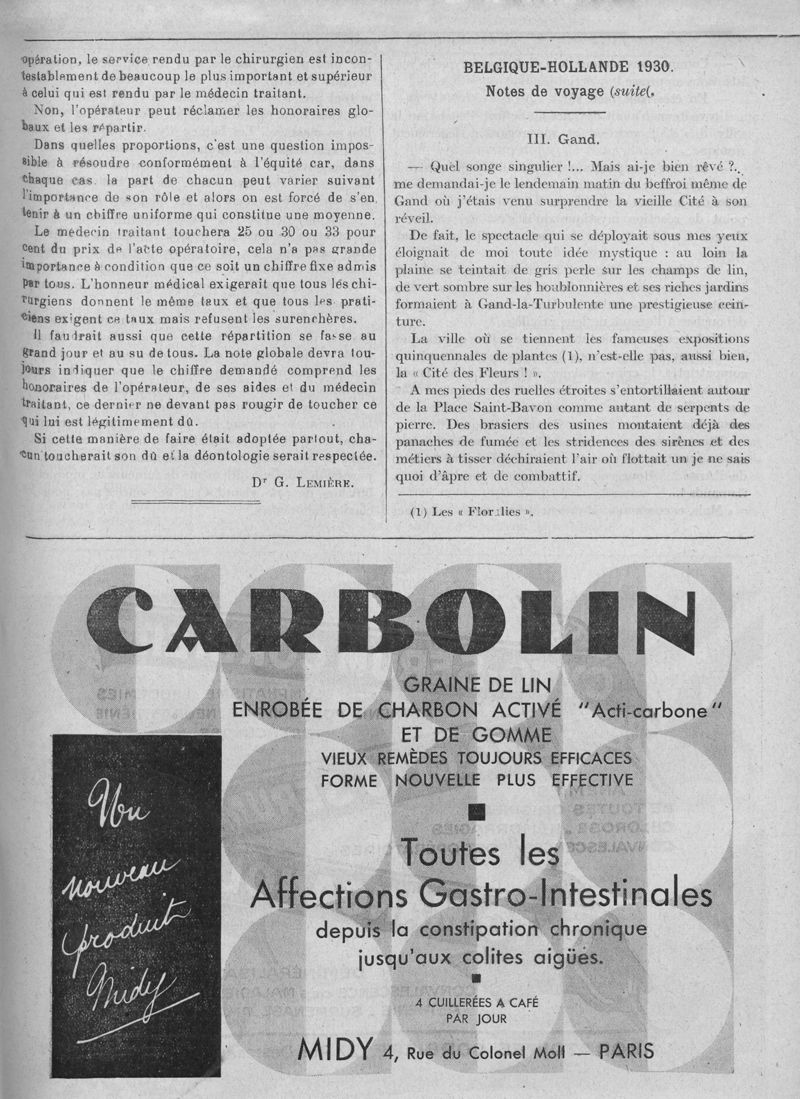 opération, le service rendu par le chirurgien est incon-
testablement de beaucoup le plus important et supérieur
à celui qui est rendu par le médecin traitant.
Non, l'opérateur peut réclamer les honoraires glo-
baux et les répartir.
Dans quelles proportions, c'est une question impos-
sible à résoudre conformément à l'équité car, dans
chaque cas la part de chacun peut varier suivant
l'importance de son rôle et alors on est forcé de s'en
tenir à un chiffre uniforme qui constitue une moyenne.
Le médecin traitant touchera 25 ou 30 ou 33 pour
cent du prix de l'acte opératoire, cela n'a pas grande
importance à condition que ce soit un chiffre fixe admis
par tous. L'honneur médical exigerait que tous lés chi-
rurgiens donnent le même taux et que tous les prati-
ciens exigent ce taux mais refusent les surenchères.
Il faudrait aussi que cette répartition se fasse au
grand jour et au su de tous. La note globale devra tou-
jours indiquer que le chiffre demandé comprend les
honoraires de l'opérateur, de ses aides et du médecin
traitant, ce dernier ne devant pas rougir de toucher ce
qui lui est légitimement dû.
Si cette manière de faire était adoptée partout, cha-
cun toucherait son dû et la déontologie serait respectée.
Dr G. LEMIÈRE.
BELGIQUE-HOLLANDE 1930.
Notes de voyage (suite(.
III. Gand.
— Quel songe singulier !... Mais ai-je bien rêvé ?..
me demandai-je le lendemain matin du beffroi même de
Gand où j'étais venu surprendre la vieille Cité à son
réveil.
De fait, le spectacle qui se déployait sous mes yeux
éloignait de moi toute idée mystique : au loin la
plaine se teintait de gris perle sur les champs de lin,
de vert sombre sur les houblonnières et ses riches jardins
formaient à Gand-la-Turbulente une prestigieuse cein-
ture.
La ville où se tiennent les fameuses expositions
quinquennales de plantes (1), n'est-elle pas, aussi bien,
la « Cité des Fleurs ! ».
A mes pieds des ruelles étroites s'entortillaient autour
de la Place Saint-Bavon comme autant de serpents de
pierre. Des brasiers des usines montaient déjà des
panaches de fumée et les stridences des sirènes et des
métiers à tisser déchiraient l'air où flottait un je ne sais
quoi d'âpre et de combattif.
(1) Les « Floralies ».
CARBOLIN
GRAINE DE LIN
ENROBÉE DE CHARBON ACTIVÉ "Acti-carbone"
ET DE GOMME
VIEUX REMÈDES TOUJOURS EFFICACES
FORME NOUVELLE PLUS EFFECTIVE
Un
nouveau
produit
Midy
Toutes les
Affections Gastro-Intestinales
depuis la constipation chronique
jusqu'aux colites aigües.
4 CUILLERÉES A CAFÉ
PAR JOUR
MIDY 4, Rue du Colonel Moll — PARIS